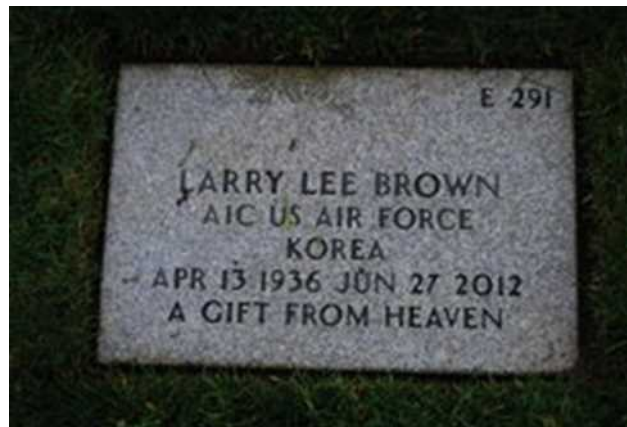 E 291
LARRY LEE BROWN
A1C US AIR FORCE
KOREA
APR 13 1936 JUN 27 2012
A GIFT FROM HEAVEN